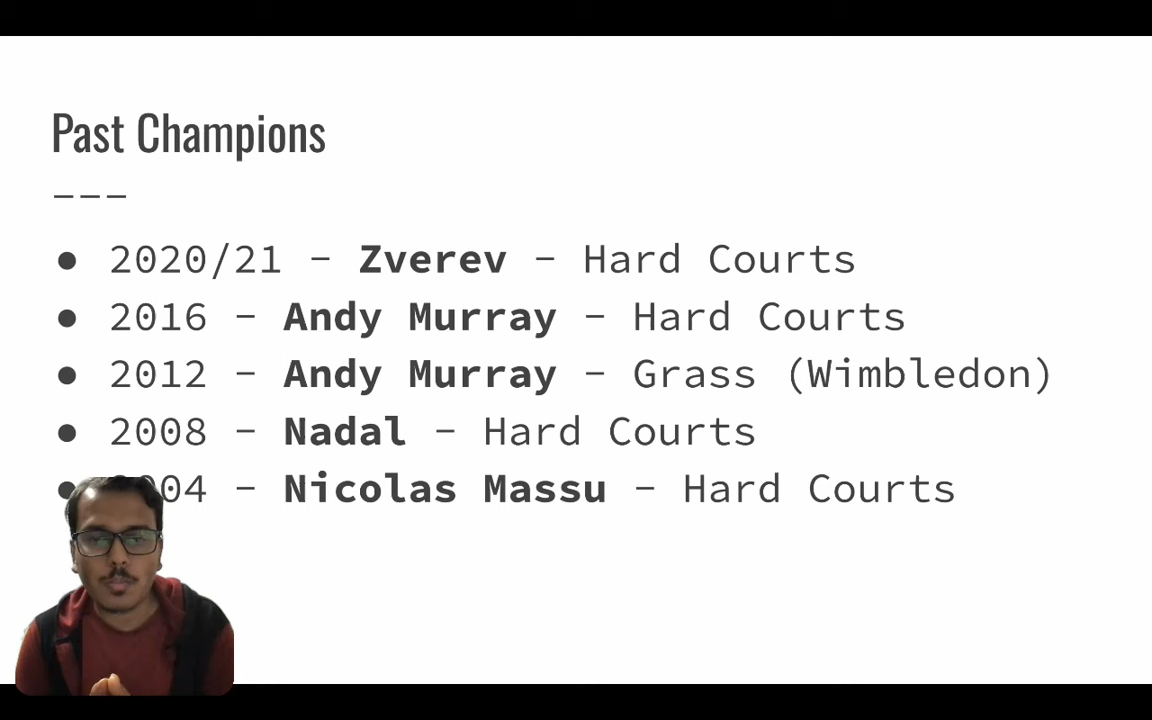 Past Champions
---
● 2020/21 - Zverev - Hard Courts
● 2016 - Andy Murray - Hard Courts
● 2012 - Andy Murray - Grass (Wimbledon)
● 2008 - Nadal - Hard Courts
● 04 - Nicolas Massu - Hard Courts